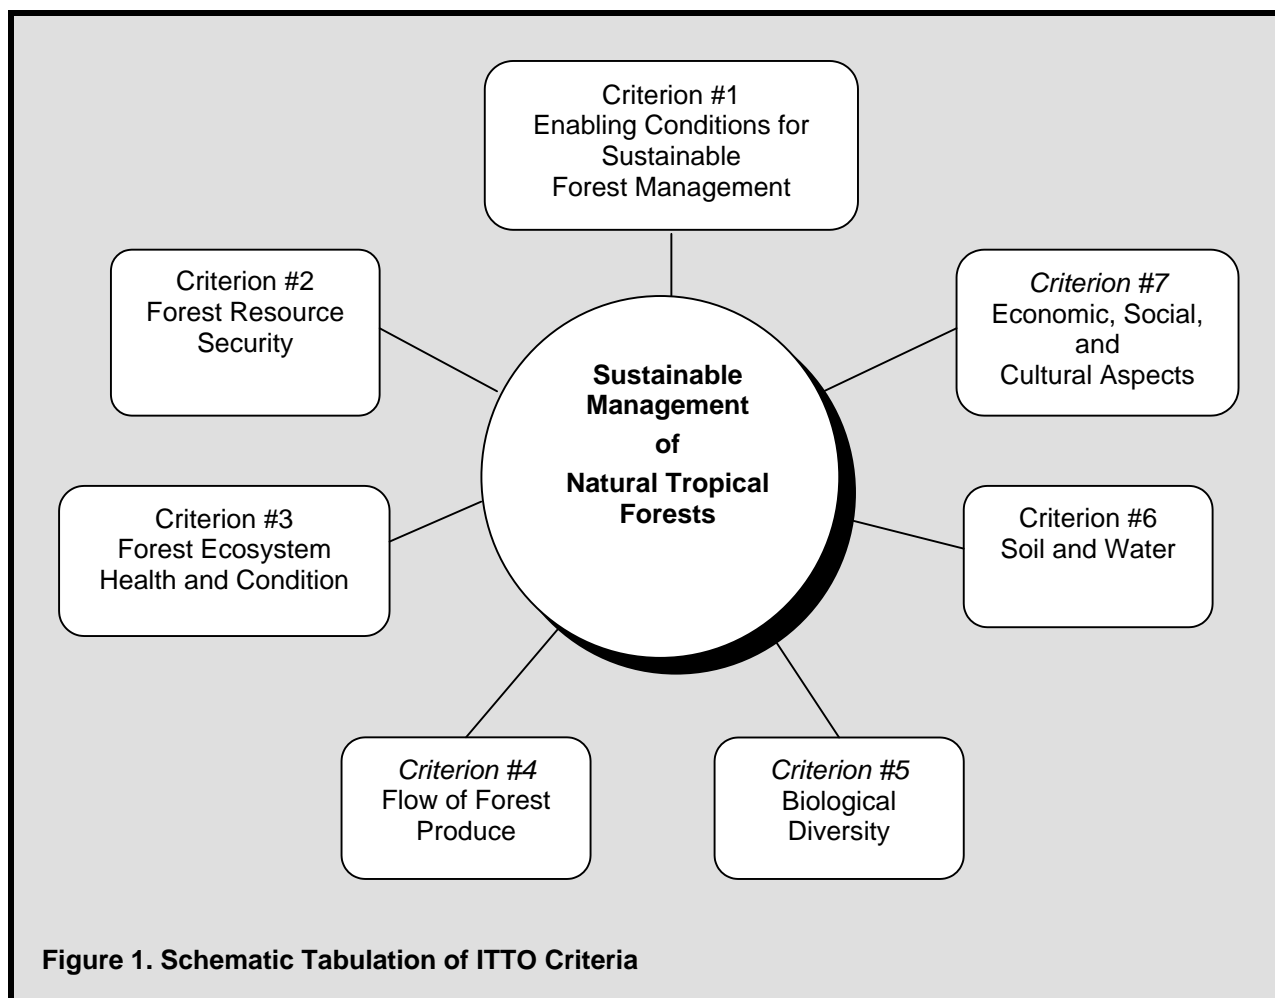 Criterion #1
Enabling Conditions for
Sustainable
Forest Management
Criterion #2
Forest Resource
Security
Criterion #7
Economic, Social,
and
Cultural Aspects
Sustainable
Management
of
Natural Tropical
Forests
Criterion #3
Forest Ecosystem
Health and Condition
Criterion #6
Soil and Water
Criterion #4
Flow of Forest
Produce
Criterion #5
Biological
Diversity
Figure 1. Schematic Tabulation of ITTO Criteria